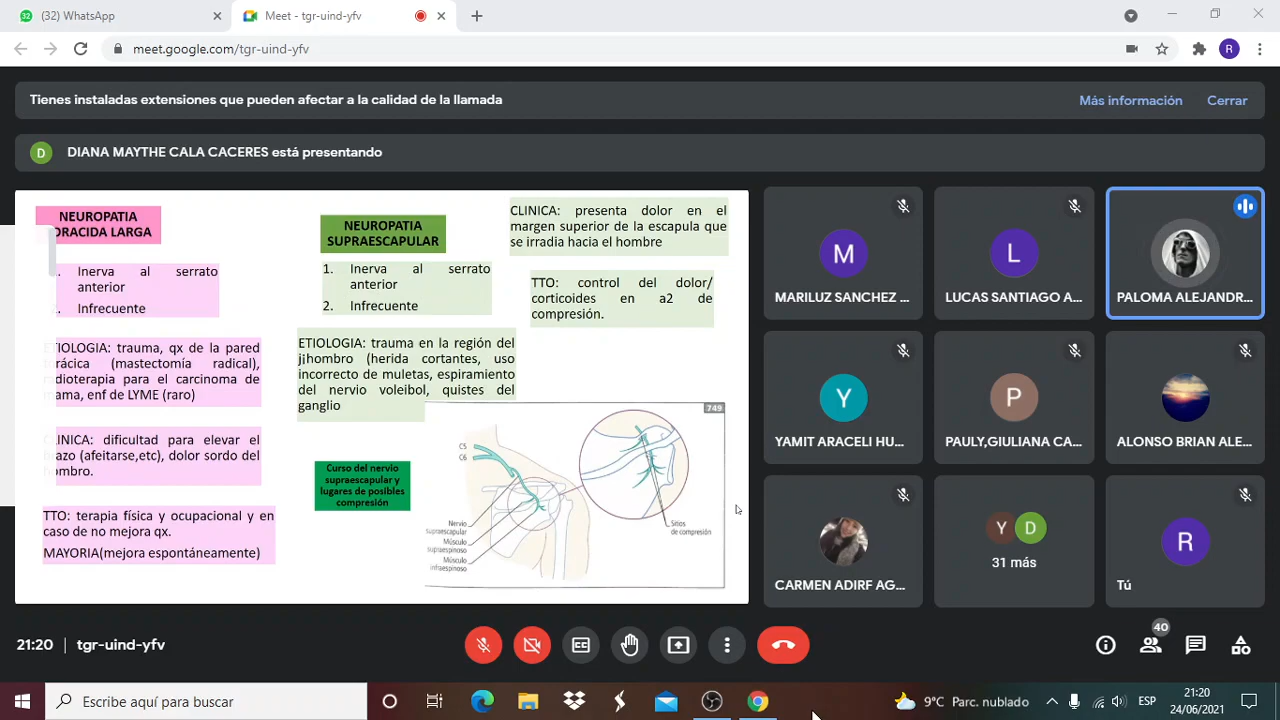 (32) WhatsApp
Meet - tgr-uind-yfv
meet.google.com/tgr-uind-yfv
R
Tienes instaladas extensiones que pueden afectar a la calidad de la llamada
Más información
Cerrar
D
DIANA MAYTHE CALA CACERES está presentando
NEUROPATIA
ORACIDA LARGA
Inerva al serrato
anterior
Infrecuente
ETIOLOGIA: trauma, qx de la pared
torácica (mastectomía radical),
radioterapia para el carcinoma de
mama, enf de LYME (raro)
CLINICA: dificultad para elevar el
brazo (afeitarse,etc), dolor sordo del
hombro.
TTO: terapia física y ocupacional y en
caso de no mejora qx.
MAYORIA(mejora espontáneamente)
NEUROPATIA
SUPRAESCAPULAR
1. Inerva al serrato
anterior
2. Infrecuente
ETIOLOGIA: trauma en la región del
j¡hombro (herida cortantes, uso
incorrecto de muletas, espiramiento
del nervio voleibol, quistes del
ganglio
CLINICA: presenta dolor en el
margen superior de la escapula que
se irradia hacia el hombre
TTO: control del dolor/
corticoides en a2 de
compresión.
Curso del nervio
supraescapular y
lugares de posibles
compresión
749
C5
C6
Nervio
supraescapular
Músculo
supraespinoso
Músculo
infraespinoso
Sitios
de compresión
M
MARILUZ SANCHEZ ...
L
LUCAS SANTIAGO A...
PALOMA ALEJANDR...
Y
YAMIT ARACELI HU...
P
PAULY,GIULIANA CA...
ALONSO BRIAN ALE...
CARMEN ADIRF AG...
Y D
31 más
R
Tú
21:20 | tgr-uind-yfv
40
Escribe aquí para buscar
9°C Parc. nublado
ESP
21:20
24/06/2021